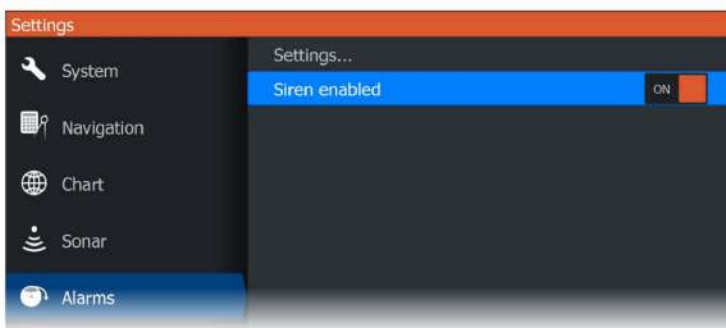 Settings
System
Navigation
Chart
Sonar
Alarms
Settings...
Siren enabled ON